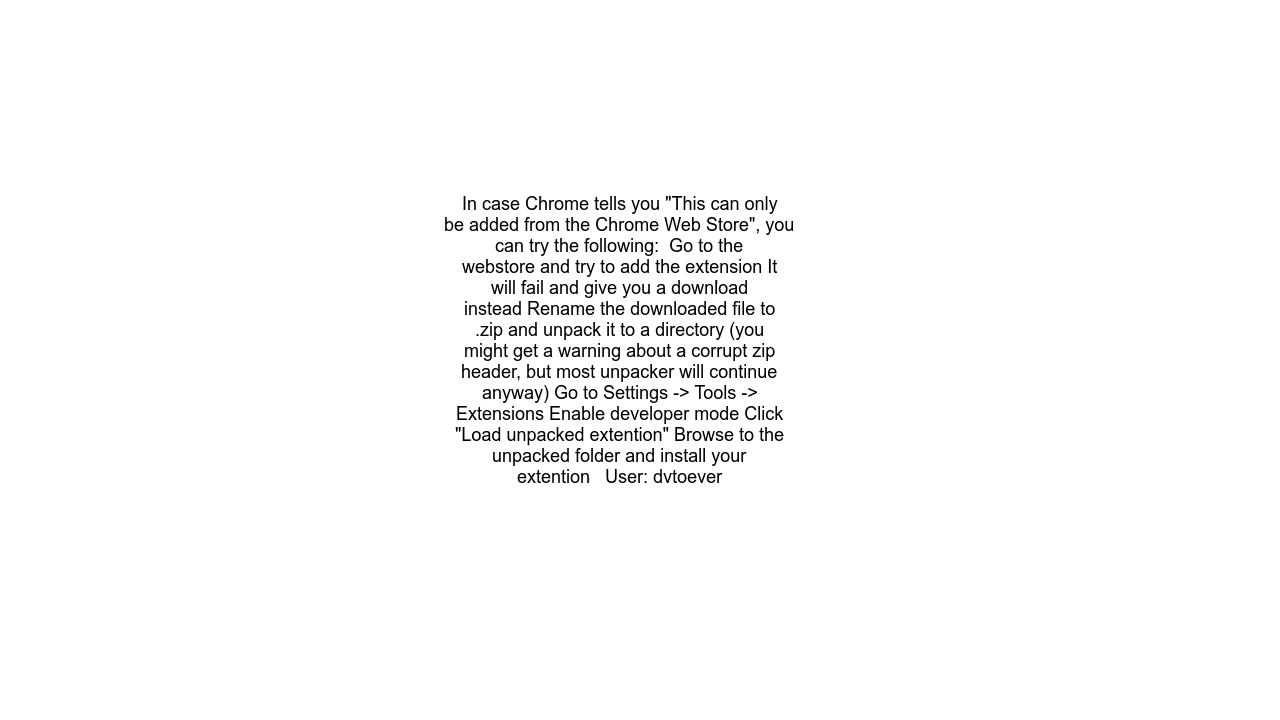 In case Chrome tells you "This can only
be added from the Chrome Web Store", you
can try the following:  Go to the
webstore and try to add the extension It
will fail and give you a download
instead Rename the downloaded file to
.zip and unpack it to a directory (you
might get a warning about a corrupt zip
header, but most unpacker will continue
anyway) Go to Settings -> Tools ->
Extensions Enable developer mode Click
"Load unpacked extention" Browse to the
unpacked folder and install your
extention   User: dvtoever